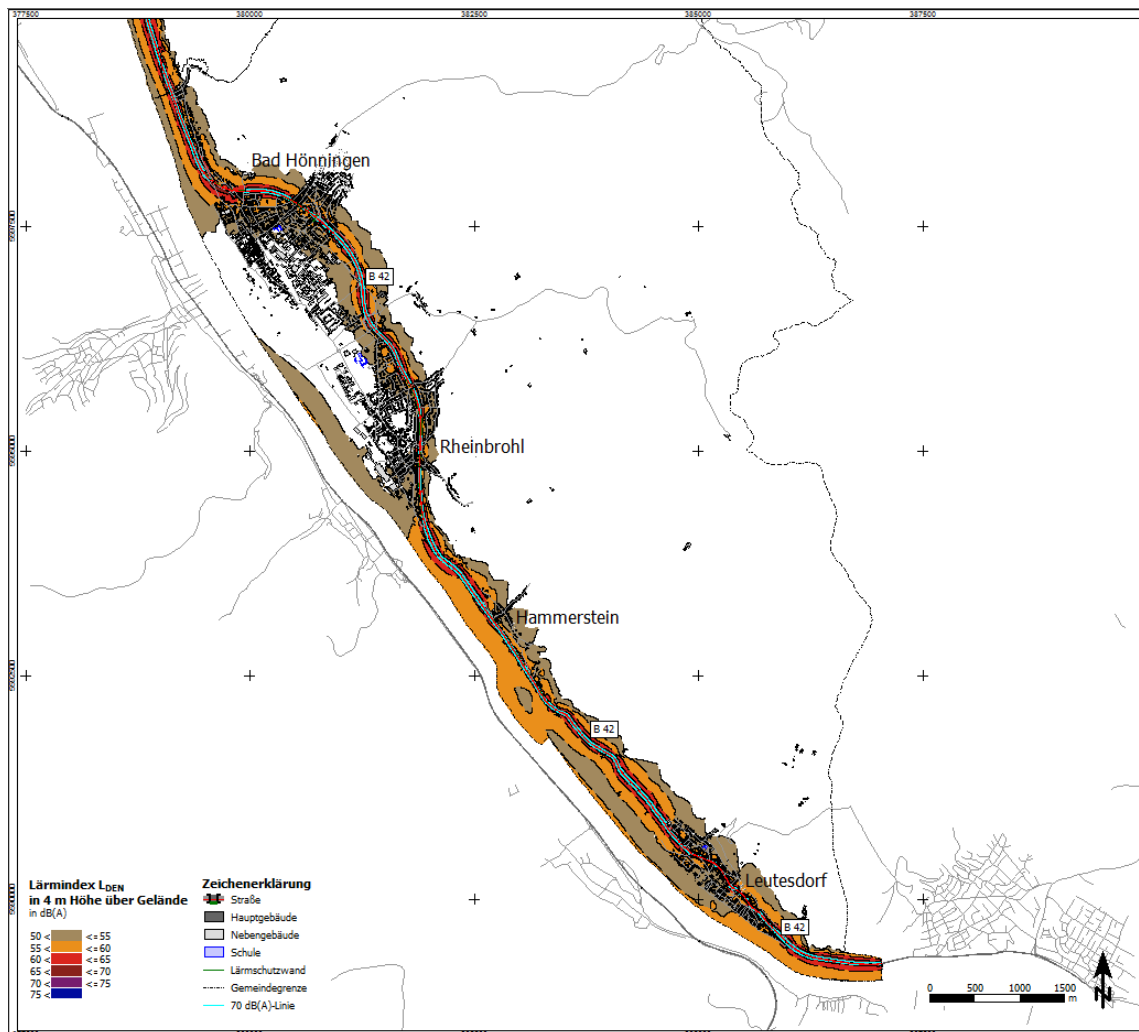 377500 380000 382500 385000 387500
Bad Hönningen
B 42
Rheinbrohl
Hammerstein
B 42
Leutesdorf
B 42
Lärmindex LDEN
in 4 m Höhe über Gelände
in dB(A)
50 < <=55
55 < <=60
60 < <=65
65 < <=70
70 < <=75
75 <
Zeichenerklärung
Straße
Hauptgebäude
Nebengebäude
Schule
Lärmschutzwand
Gemeindegrenze
70 dB(A)-Linie
0 500 1000 1500
m
N